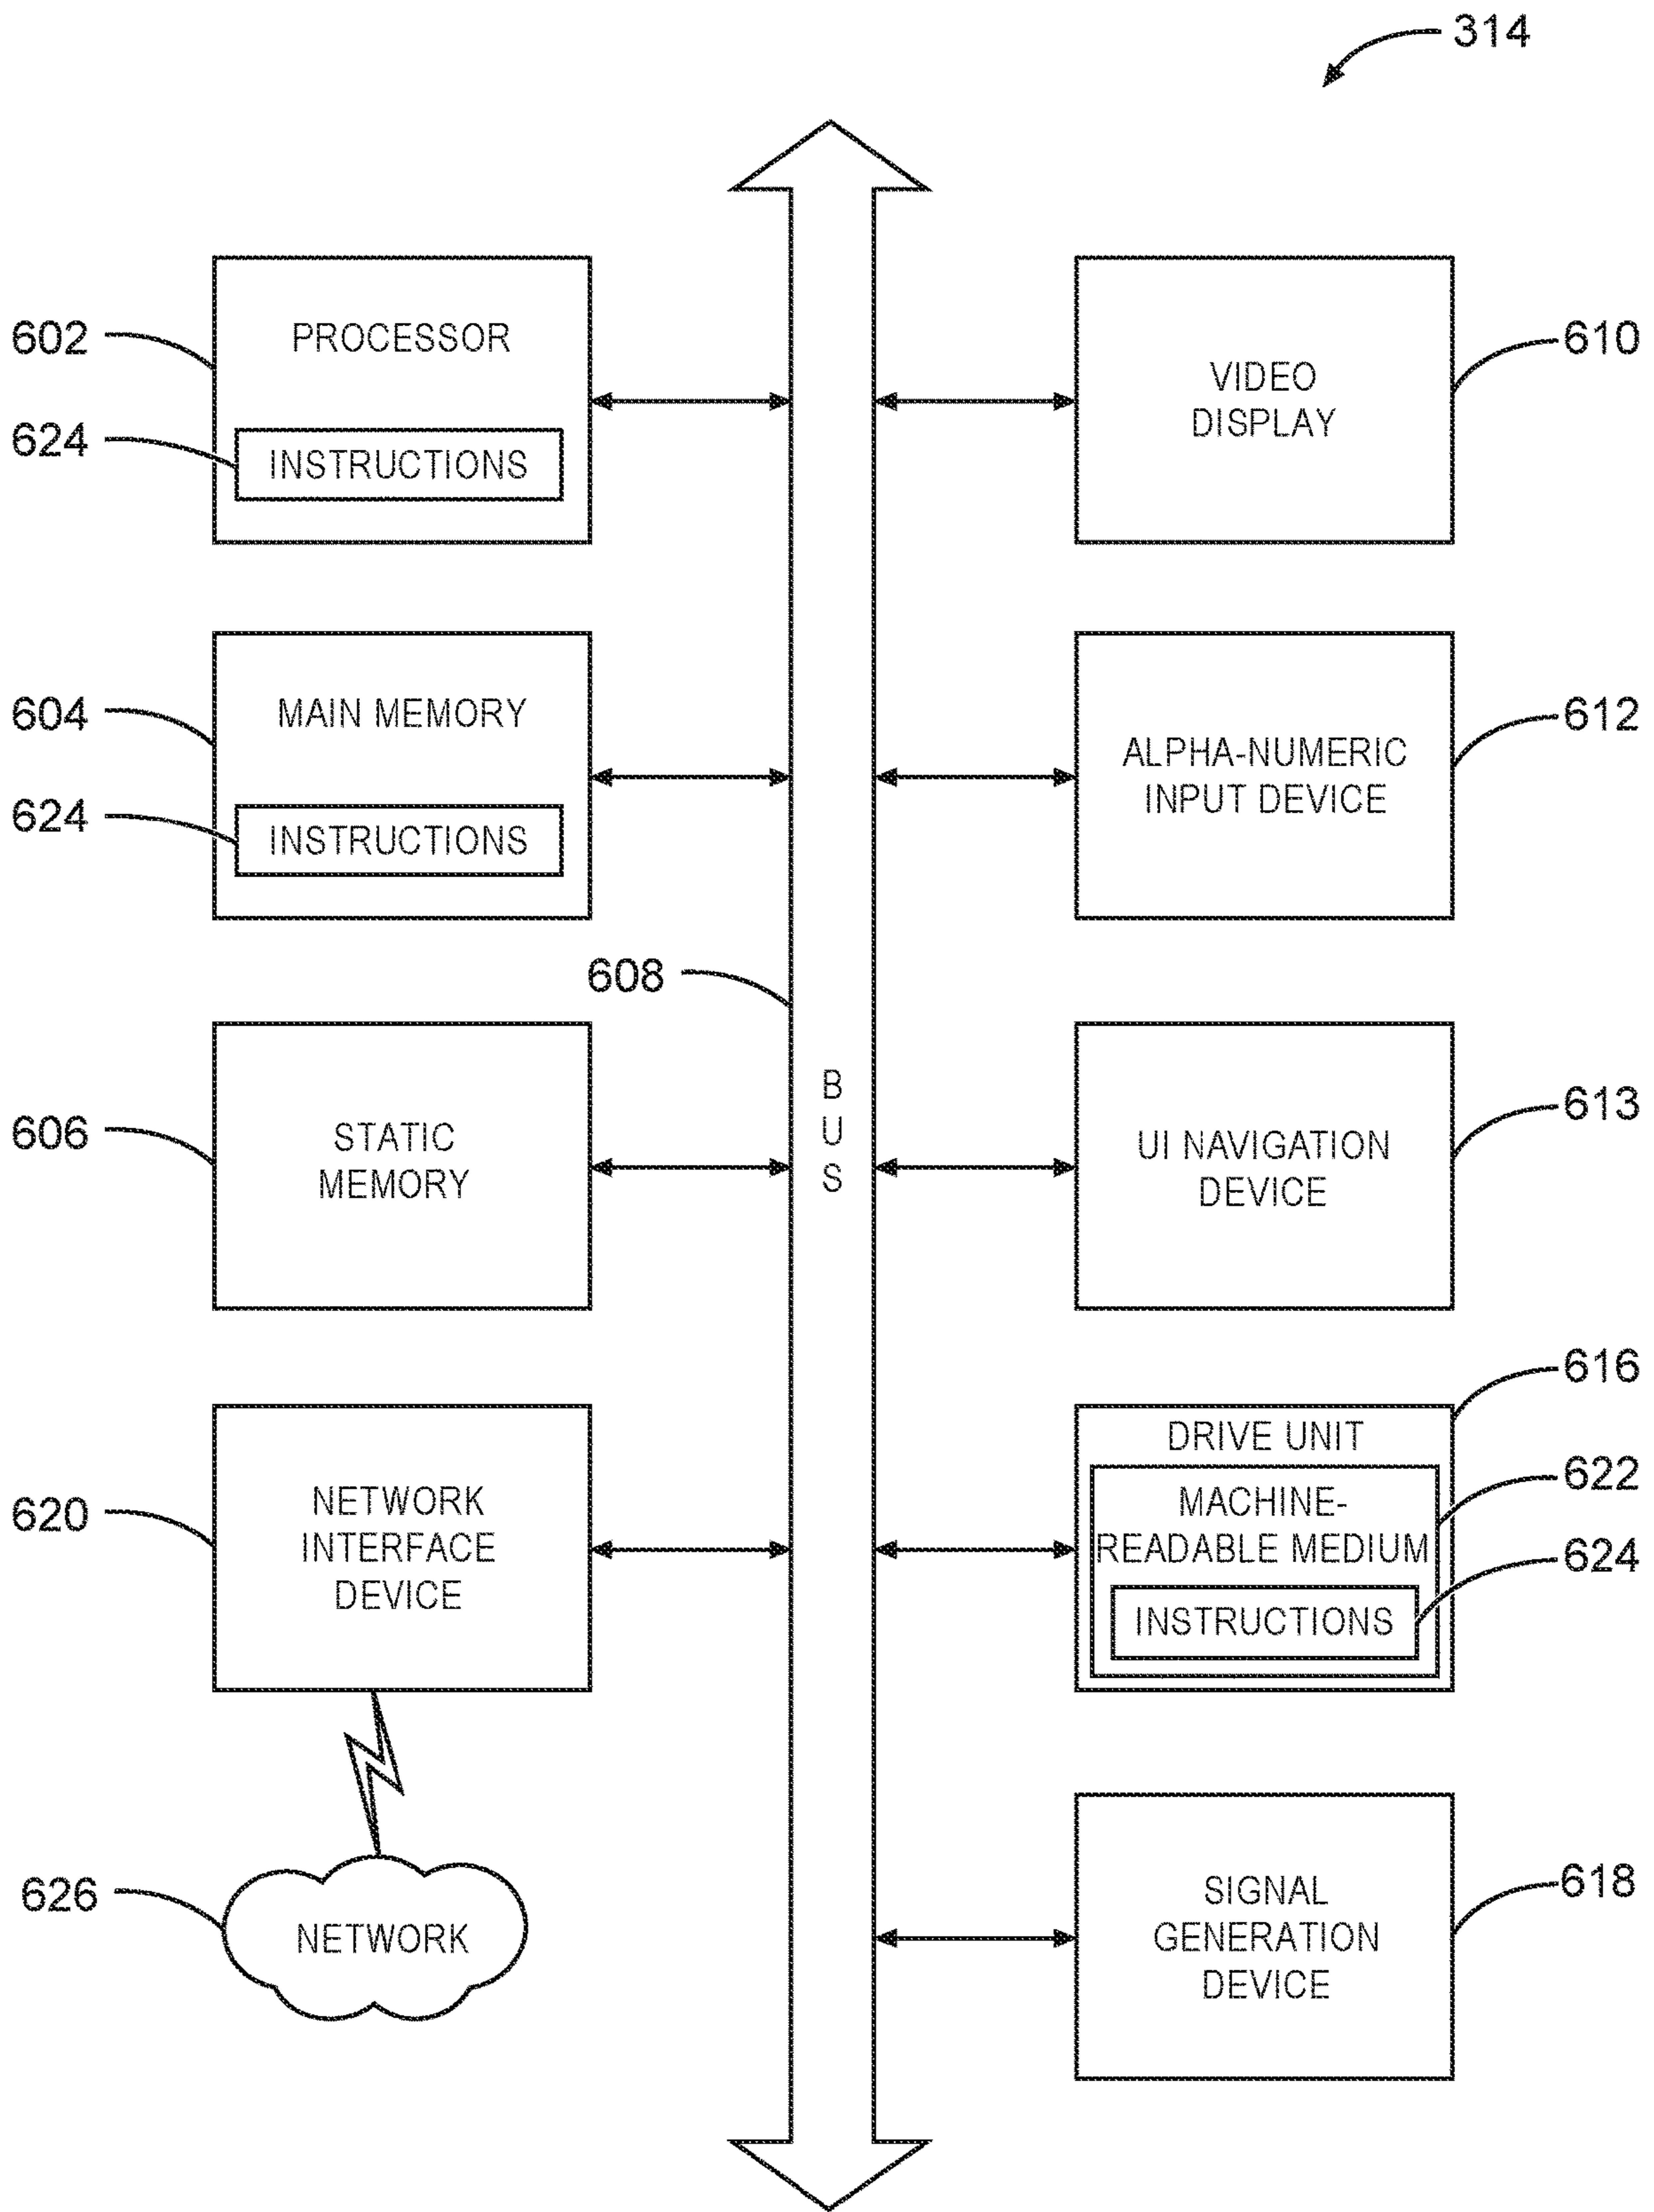 314
602
PROCESSOR
624
INSTRUCTIONS
610
VIDEO
DISPLAY
604
MAIN MEMORY
624
INSTRUCTIONS
612
ALPHA-NUMERIC
INPUT DEVICE
608
B
U
S
606
STATIC
MEMORY
613
UI NAVIGATION
DEVICE
620
NETWORK
INTERFACE
DEVICE
616
DRIVE UNIT
622
MACHINE-
READABLE MEDIUM
624
INSTRUCTIONS
626
NETWORK
618
SIGNAL
GENERATION
DEVICE